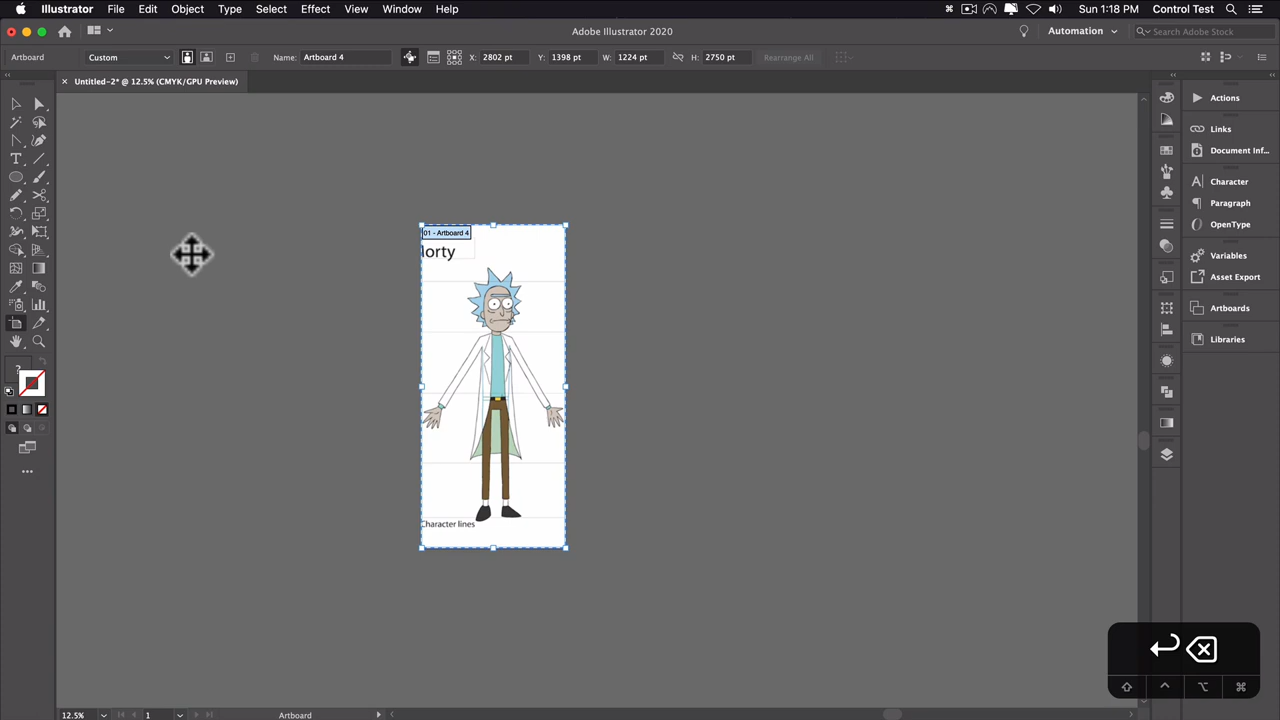 Illustrator File Edit Object Type Select Effect View Window Help Sun 1:18 PM Control Test
Adobe Illustrator 2020 Automation Search Adobe Stock
Artboard Custom Name: Artboard 4 X: 2802 pt Y: 1398 pt W: 1224 pt H: 2750 pt Rearrange All
× Untitled-2* @ 12.5% (CMYK/GPU Preview)
Actions
Links
Document Inf...
Character
Paragraph
OpenType
Variables
Asset Export
Artboards
Libraries
01 - Artboard 4
lorty
Character lines
?
12.5% 1 Artboard